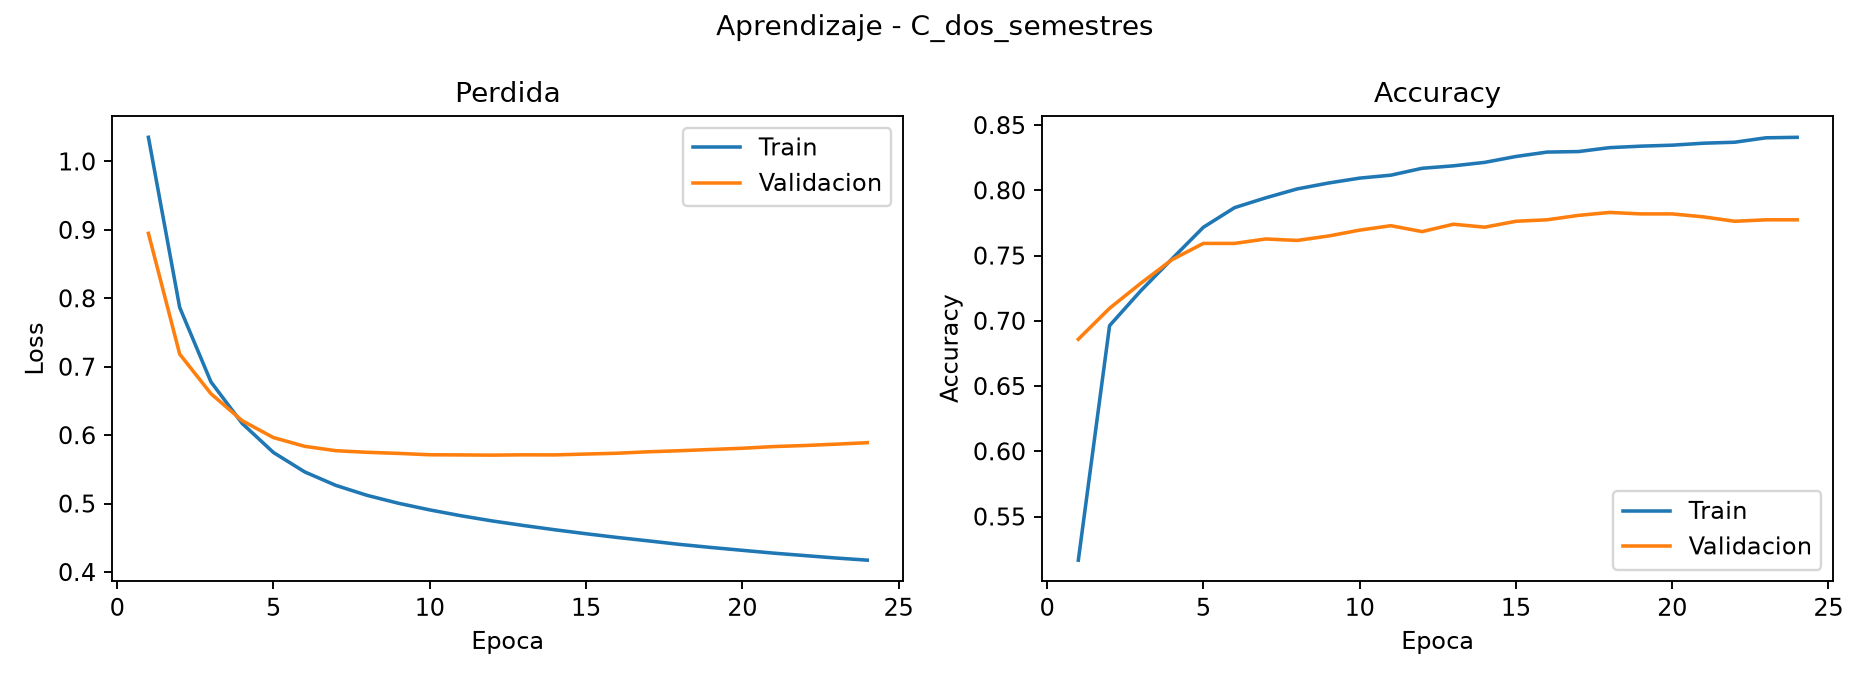 Aprendizaje - C_dos_semestres
Perdida
Loss
1.0
0.9
0.8
0.7
0.6
0.5
0.4
Train
Validacion
0 5 10 15 20 25
Epoca
Accuracy
Accuracy
0.85
0.80
0.75
0.70
0.65
0.60
0.55
Train
Validacion
0 5 10 15 20 25
Epoca